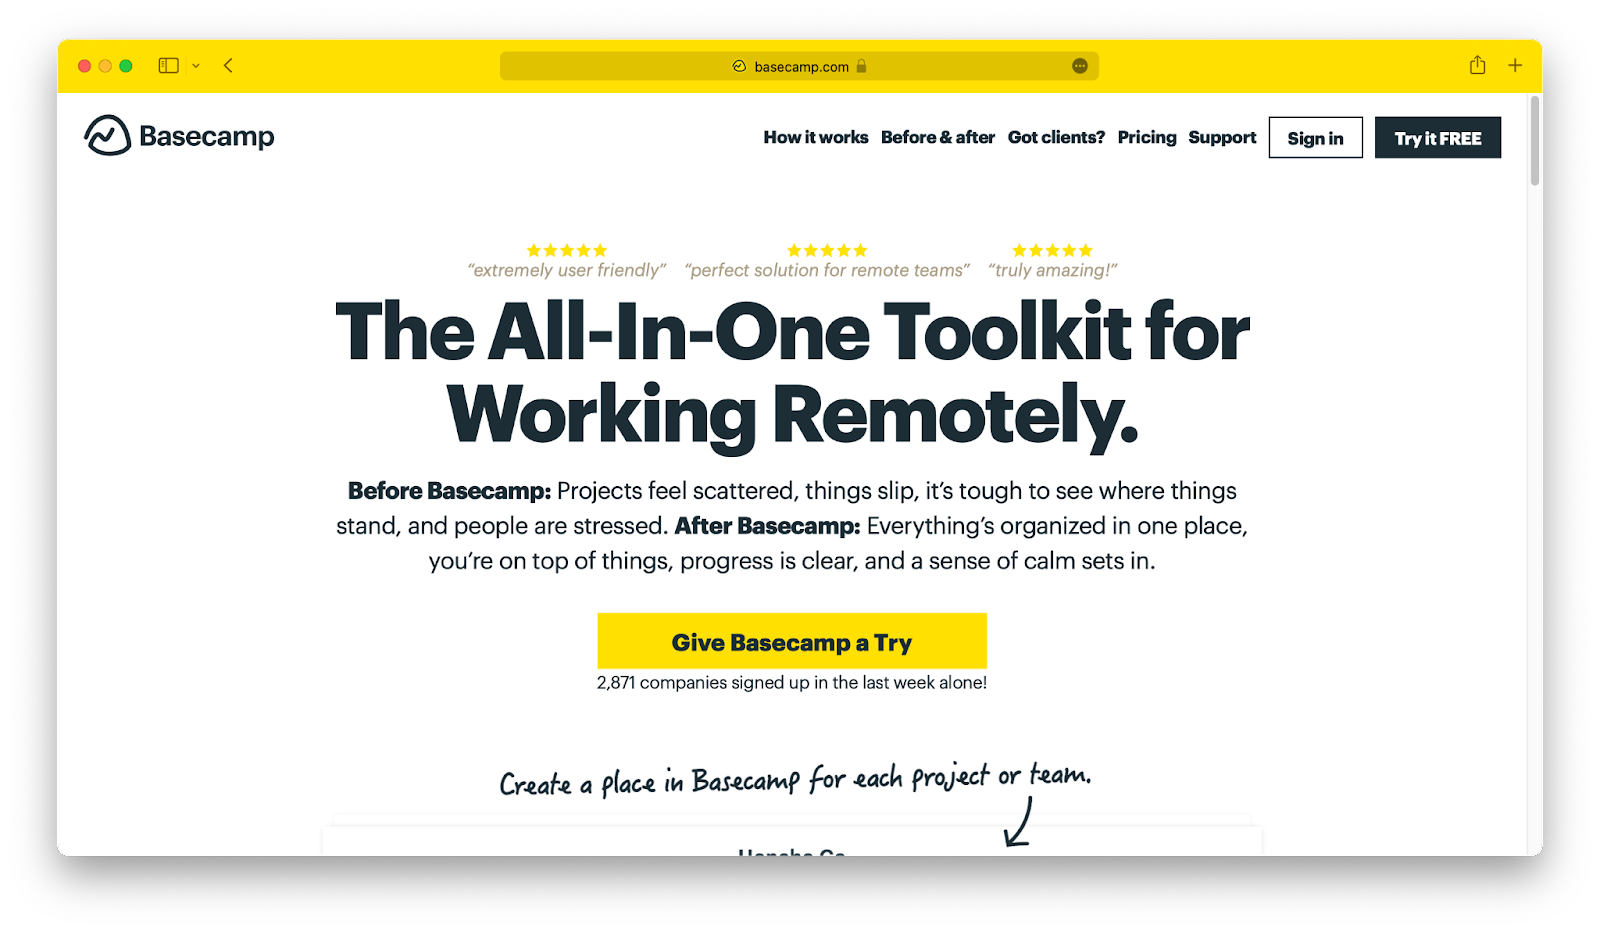 basecamp.com
Basecamp
How it works Before & after Got clients? Pricing Support Sign in Try it FREE
“extremely user friendly” “perfect solution for remote teams” “truly amazing!”
The All-In-One Toolkit for
Working Remotely.
Before Basecamp: Projects feel scattered, things slip, it’s tough to see where things
stand, and people are stressed. After Basecamp: Everything’s organized in one place,
you’re on top of things, progress is clear, and a sense of calm sets in.
Give Basecamp a Try
2,871 companies signed up in the last week alone!
Create a place in Basecamp for each project or team.